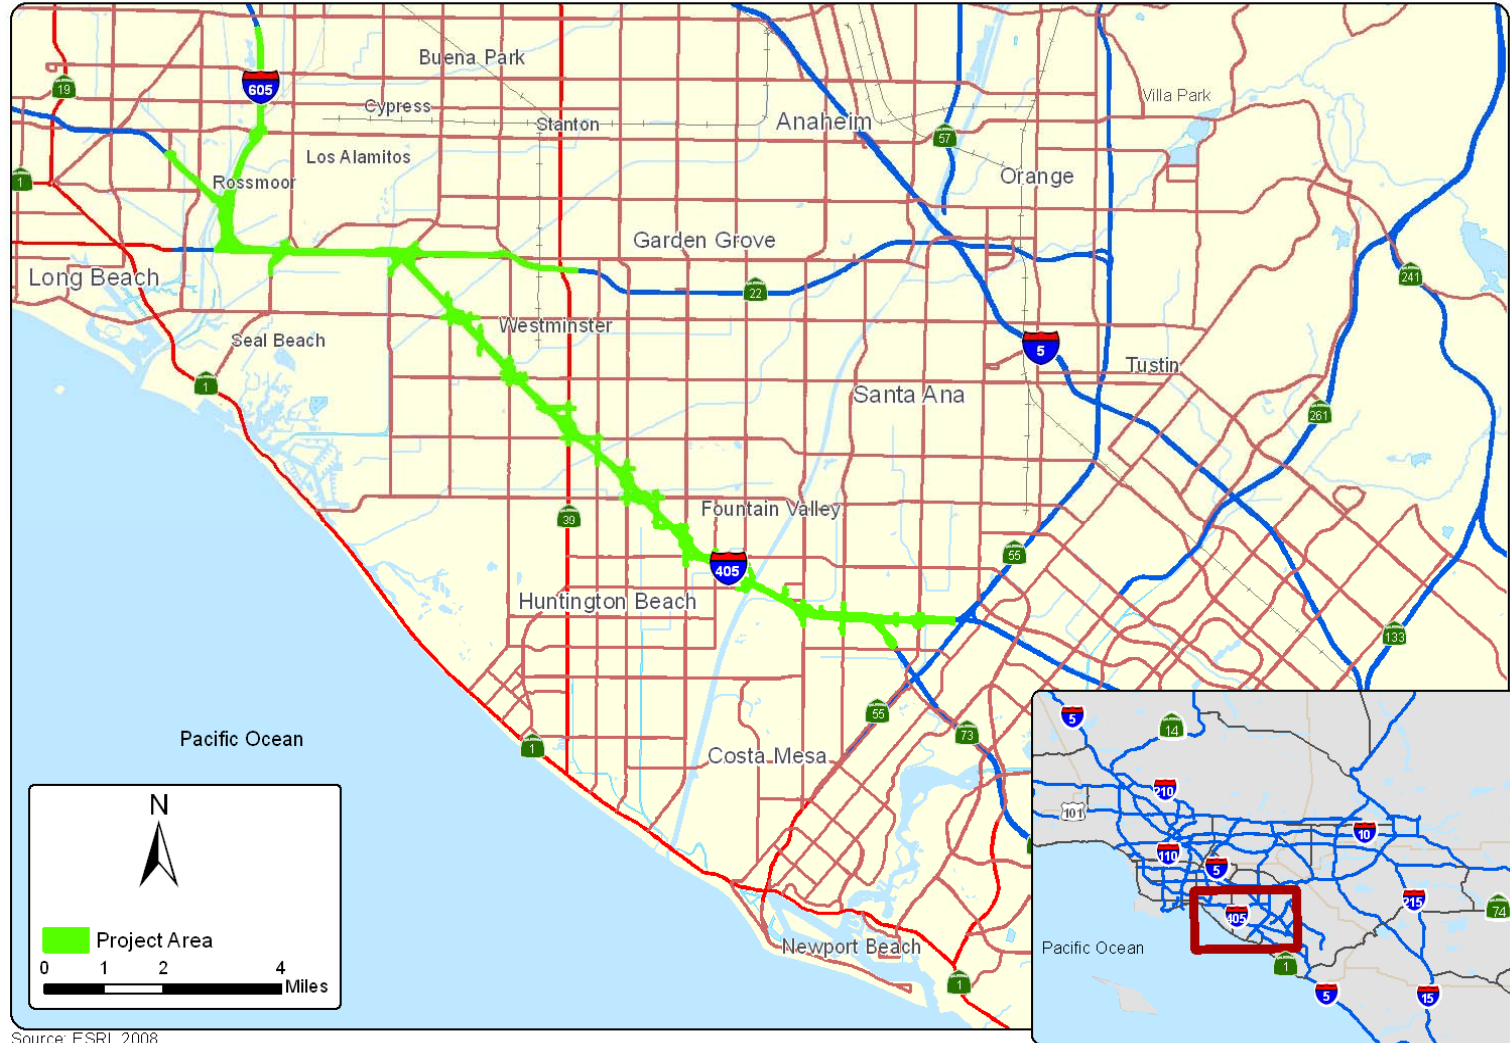 Buena Park
605
19
Cypress
Villa Park
Stanton
Anaheim
57
Los Alamitos
Orange
1
Rossmoor
Garden Grove
Long Beach
241
22
Westminster
Seal Beach
5
Tustin
1
Santa Ana
261
Fountain Valley
39
55
405
Huntington Beach
133
55
73
Pacific Ocean
1
Costa Mesa
Newport Beach
1
N
Project Area
0 1 2 4
Miles
5
14
210
101
10
110
5
215
405
74
Pacific Ocean
1
5
15
Source: ESRI, 2008